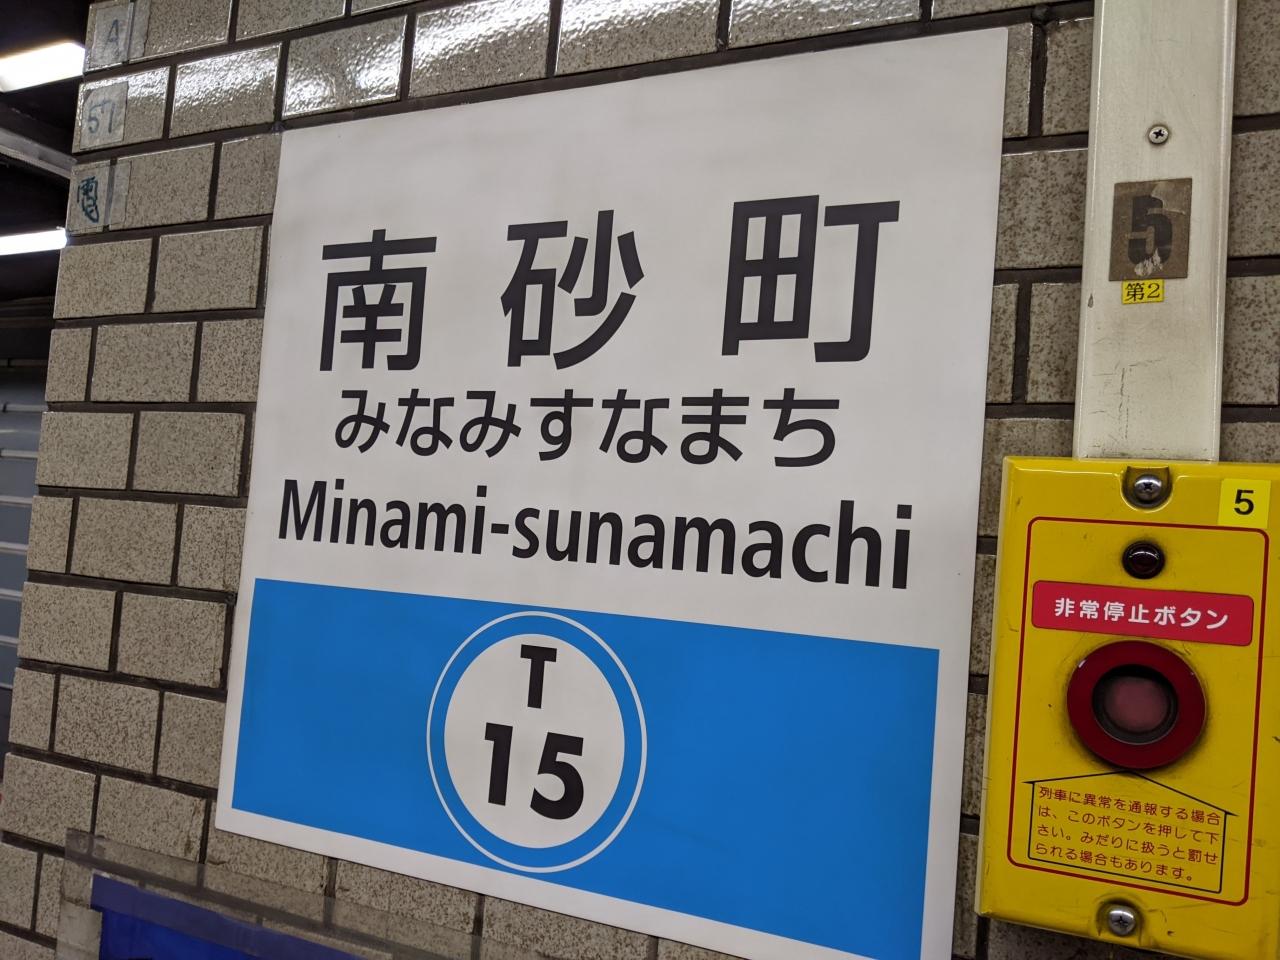 A
57
電
南砂町
みなみすなまち
Minami-sunamachi
T
15
5
第2
5
非常停止ボタン
列車に異常を通報する場合
は、このボタンを押して下
さい。みだりに扱うと罰せ
られる場合もあります。